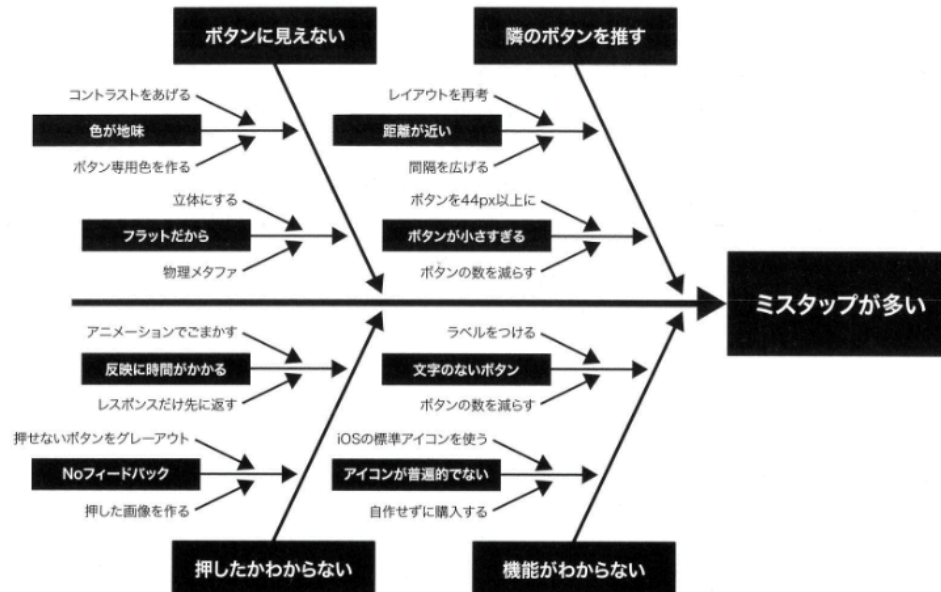 ボタンに見えない
隣のボタンを推す
コントラストをあげる
色が地味
ボタン専用色を作る
レイアウトを再考
距離が近い
間隔を広げる
立体にする
フラットだから
物理メタファ
ボタンを44px以上に
ボタンが小さすぎる
ボタンの数を減らす
ミスタップが多い
アニメーションでごまかす
反映に時間がかかる
レスポンスだけ先に返す
ラベルをつける
文字のないボタン
ボタンの数を減らす
押せないボタンをグレーアウト
Noフィードバック
押した画像を作る
iOSの標準アイコンを使う
アイコンが普遍的でない
自作せずに購入する
押したかわからない
機能がわからない